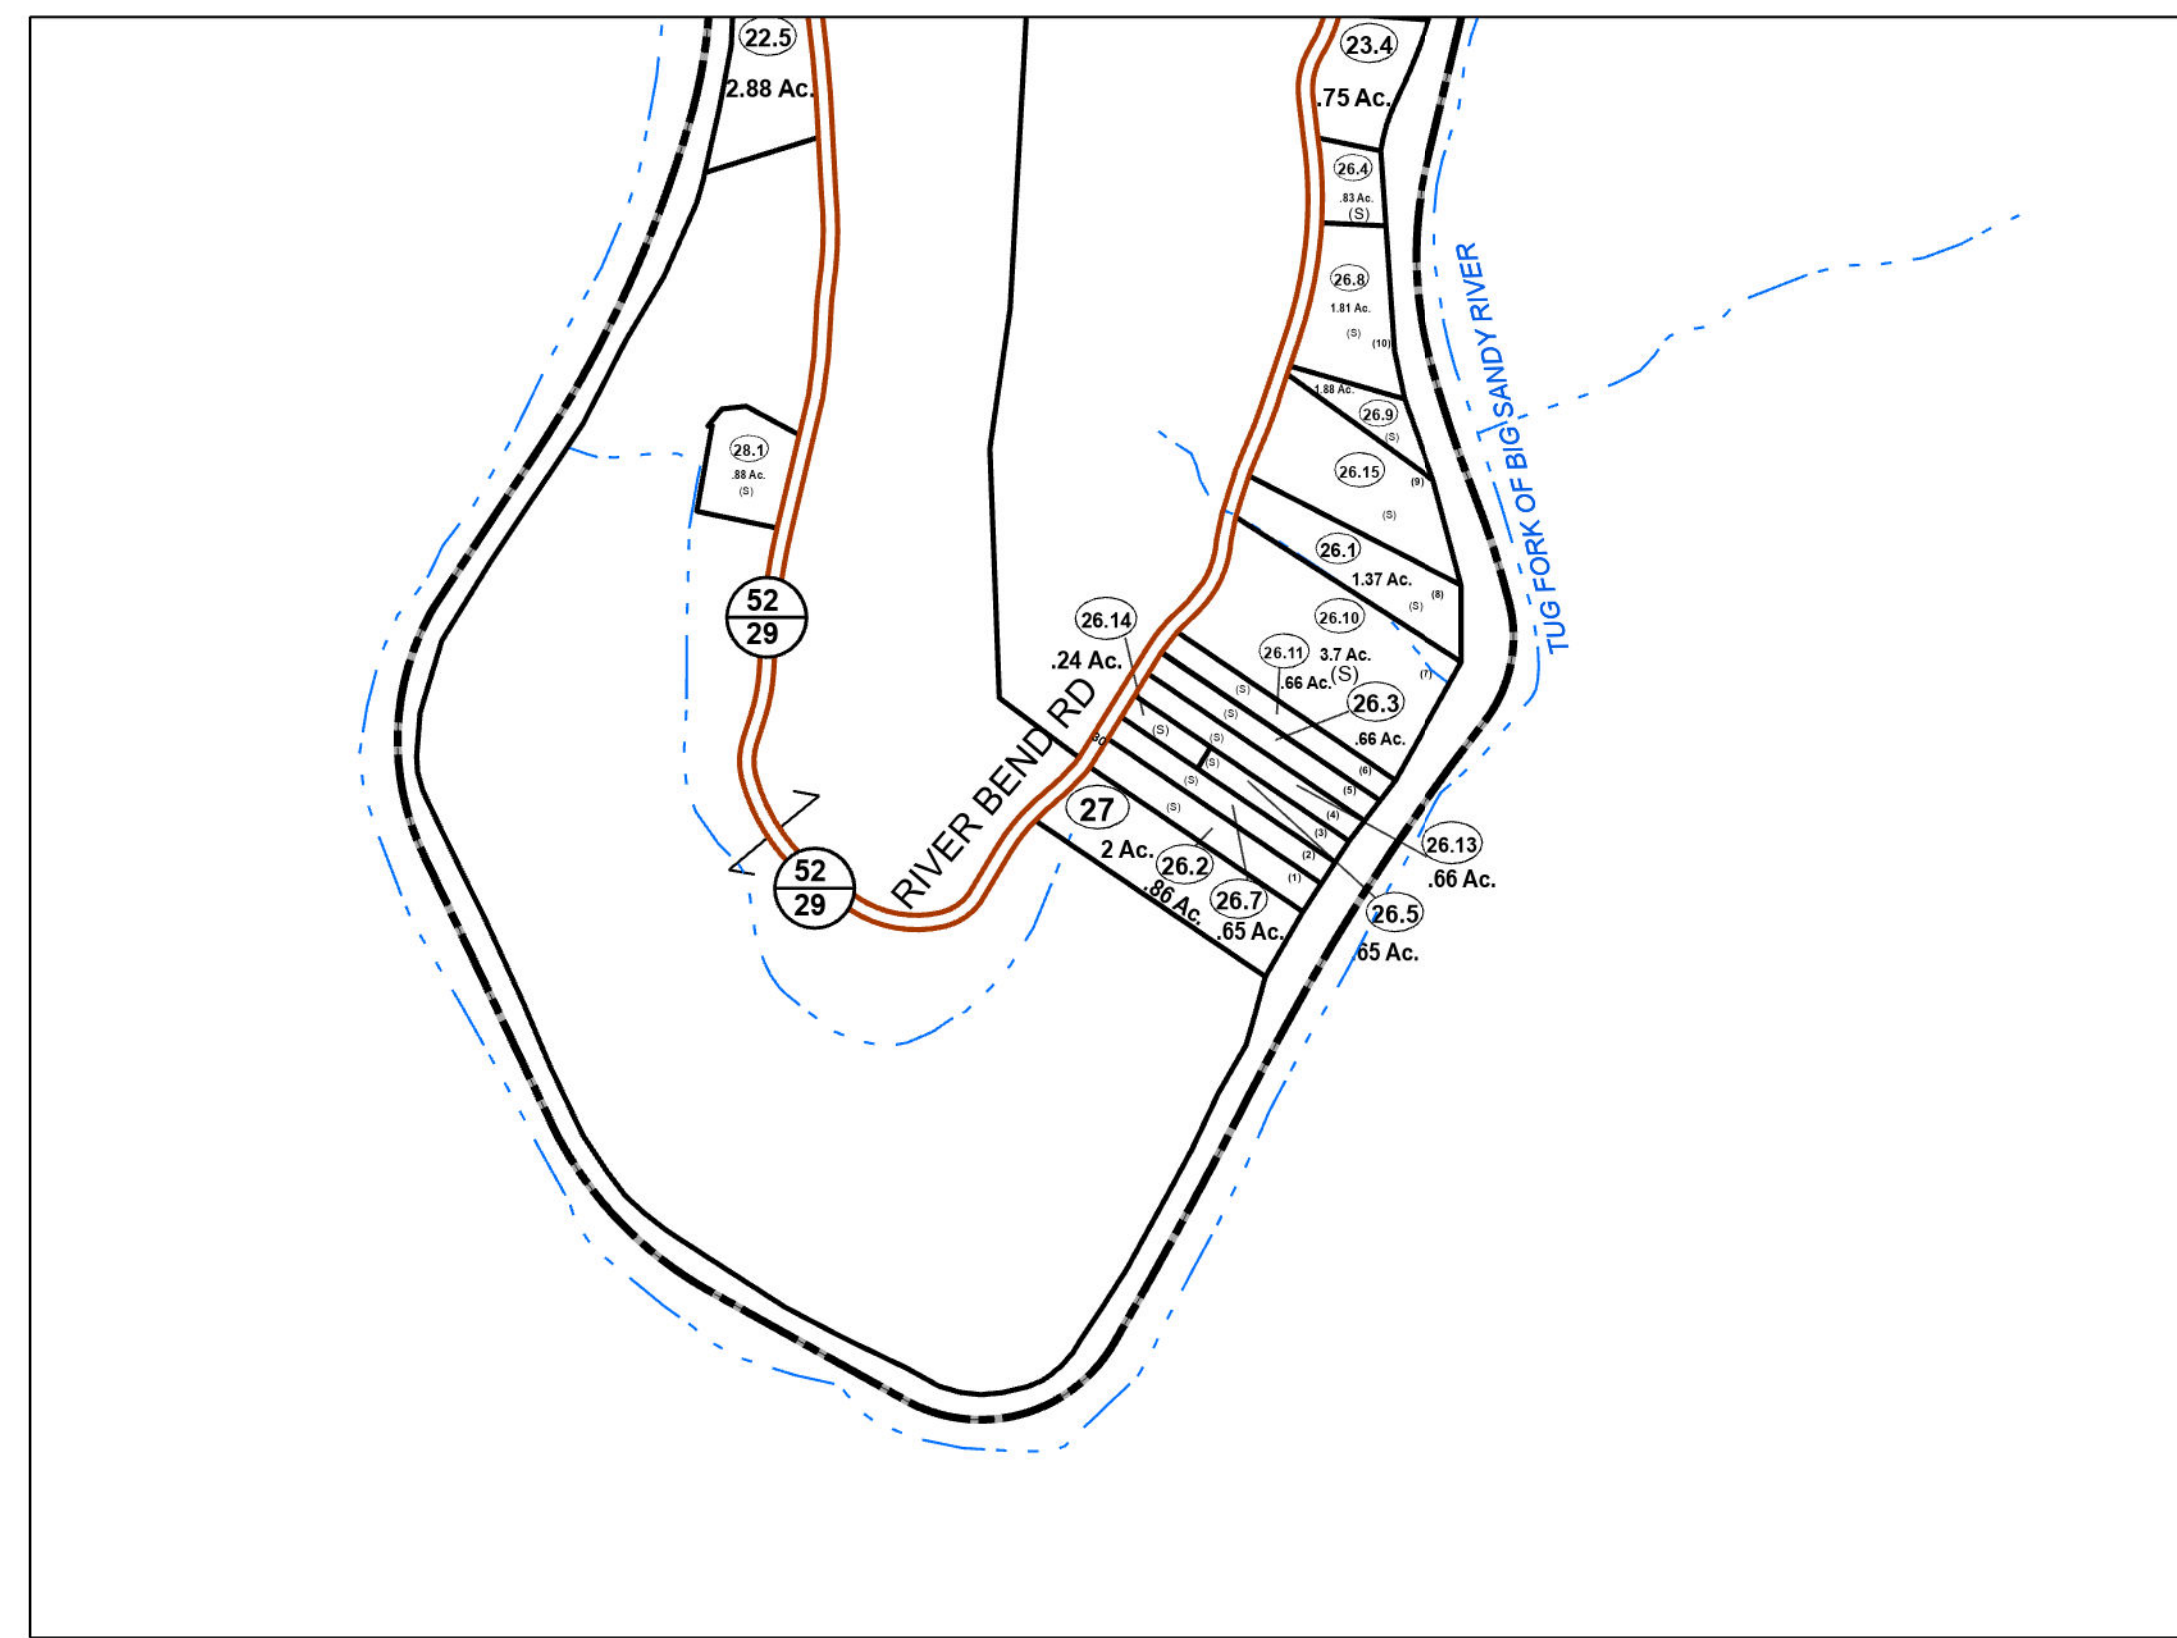 22.5
2.88 Ac.
23.4
.75 Ac.
26.4
.83 Ac.
(S)
26.8
1.81 Ac.
(S)
(10)
1.88 Ac.
26.9
(S)
26.15
(9)
(S)
28.1
.88 Ac.
(S)
26.1
1.37 Ac.
(8)
(S)
TUG FORK OF BIG SANDY RIVER
52
29
26.14
.24 Ac.
26.10
3.7 Ac.
(S)
(7)
26.11
.66 Ac.
(S)
26.3
.66 Ac.
(S)
(S)
(S)
(S)
(S)
(S)
(6)
(5)
(4)
(3)
(2)
(1)
30
RIVER BEND RD
27
2 Ac.
26.2
.86 Ac.
26.7
.65 Ac.
26.13
.66 Ac.
26.5
.65 Ac.
52
29